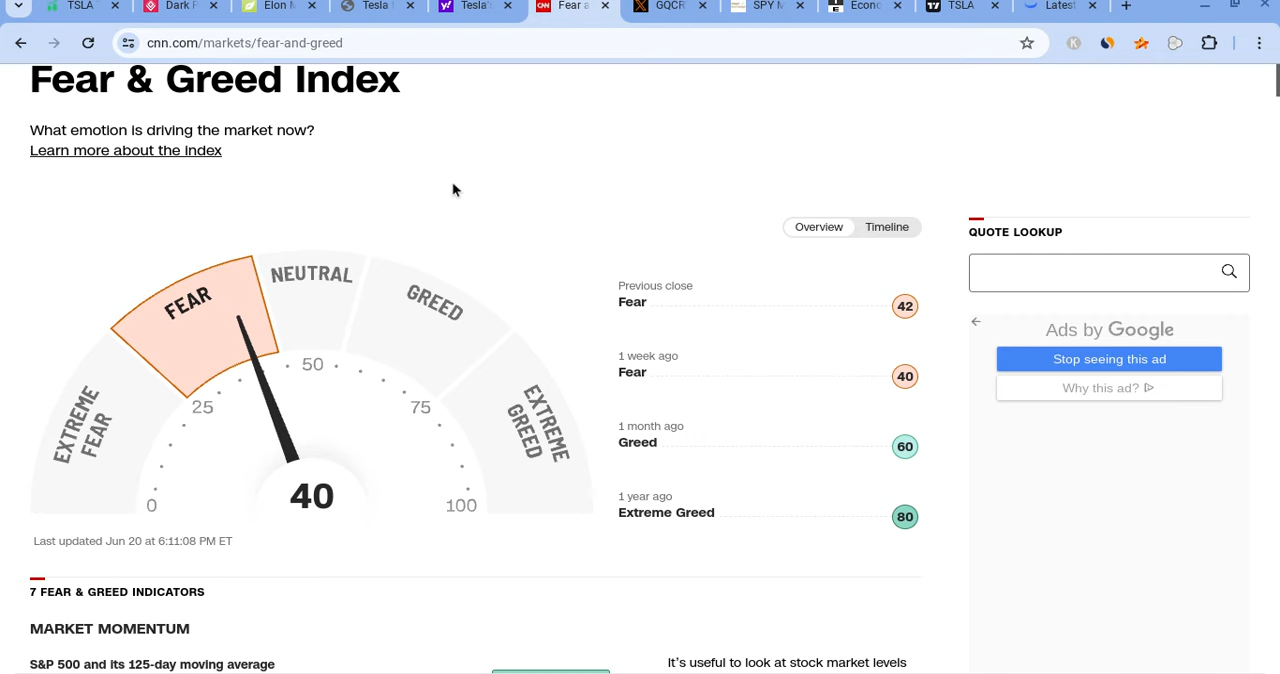 TSLA
Dark F
Elon M
Tesla
Tesla'
Fear a
GQCR
SPY M
Econo
TSLA
Latest
cnn.com/markets/fear-and-greed
Fear & Greed Index
What emotion is driving the market now?
Learn more about the index
Overview
Timeline
EXTREME FEAR
FEAR
NEUTRAL
GREED
EXTREME GREED
0
25
50
75
100
40
Last updated Jun 20 at 6:11:08 PM ET
Previous close
Fear
42
1 week ago
Fear
40
1 month ago
Greed
60
1 year ago
Extreme Greed
80
QUOTE LOOKUP
Ads by Google
Stop seeing this ad
Why this ad?
7 FEAR & GREED INDICATORS
MARKET MOMENTUM
S&P 500 and its 125-day moving average
It's useful to look at stock market levels